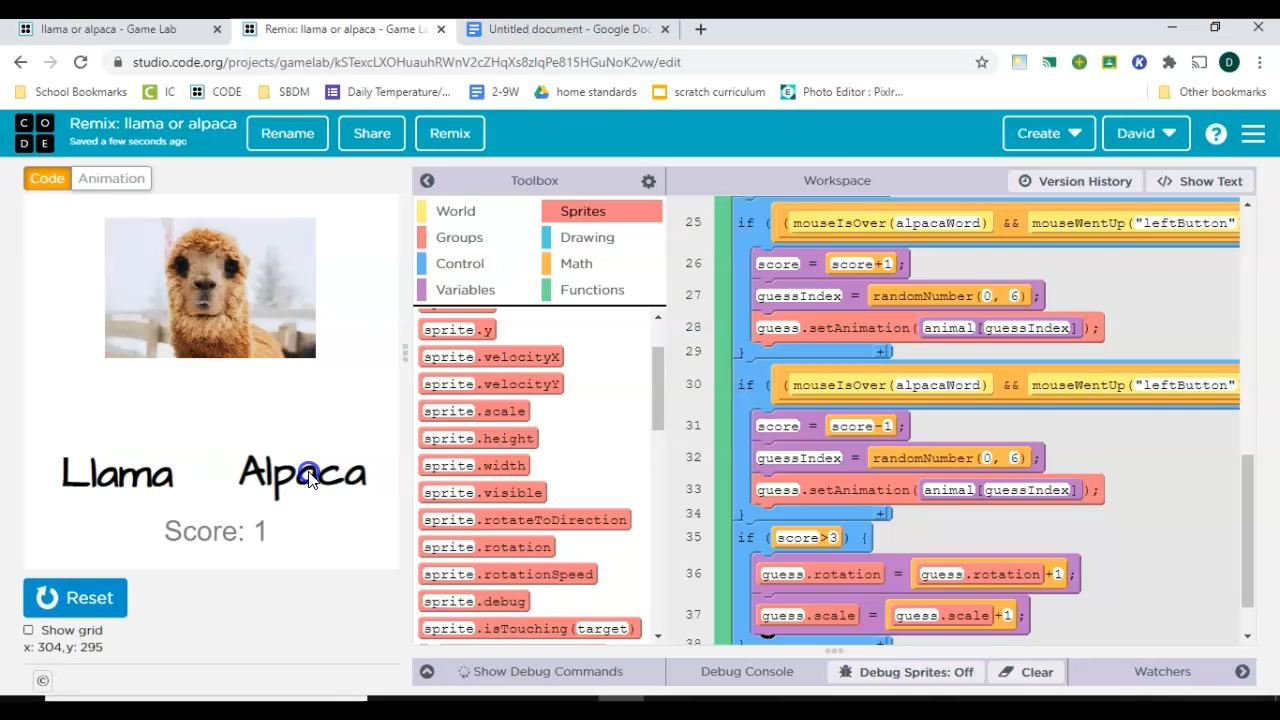 llama or alpaca - Game Lab
Remix: llama or alpaca - Game La
Untitled document - Google Doc
studio.code.org/projects/gamelab/kSTexcLXOHuauhRWnV2cZHqXs8zIqPe815HGuNoK2vw/edit
School Bookmarks
IC
CODE
SBDM
Daily Temperature/...
2-9W
home standards
scratch curriculum
Photo Editor : Pixlr...
Other bookmarks
CODE
Remix: llama or alpaca
Saved a few seconds ago
Rename
Share
Remix
Create
David
?
Code
Animation
Toolbox
Workspace
Version History
</> Show Text
World
Sprites
Groups
Drawing
Control
Math
Variables
Functions
sprite.y
sprite.velocityX
sprite.velocityY
sprite.scale
sprite.height
sprite.width
sprite.visible
sprite.rotateToDirection
sprite.rotation
sprite.rotationSpeed
sprite.debug
sprite.isTouching(target)
25 if ( (mouseIsOver(alpacaWord) && mouseWentUp("leftButton")
26 score = score+1;
27 guessIndex = randomNumber(0, 6);
28 guess.setAnimation(animal[guessIndex]);
29 }
30 if ( (mouseIsOver(alpacaWord) && mouseWentUp("leftButton")
31 score = score-1;
32 guessIndex = randomNumber(0, 6);
33 guess.setAnimation(animal[guessIndex]);
34 }
35 if (score>3) {
36 guess.rotation = guess.rotation+1;
37 guess.scale = guess.scale+1;
38 }
Llama Alpaca
Score: 1
Reset
Show grid
x: 304, y: 295
©
Show Debug Commands
Debug Console
Debug Sprites: Off
Clear
Watchers